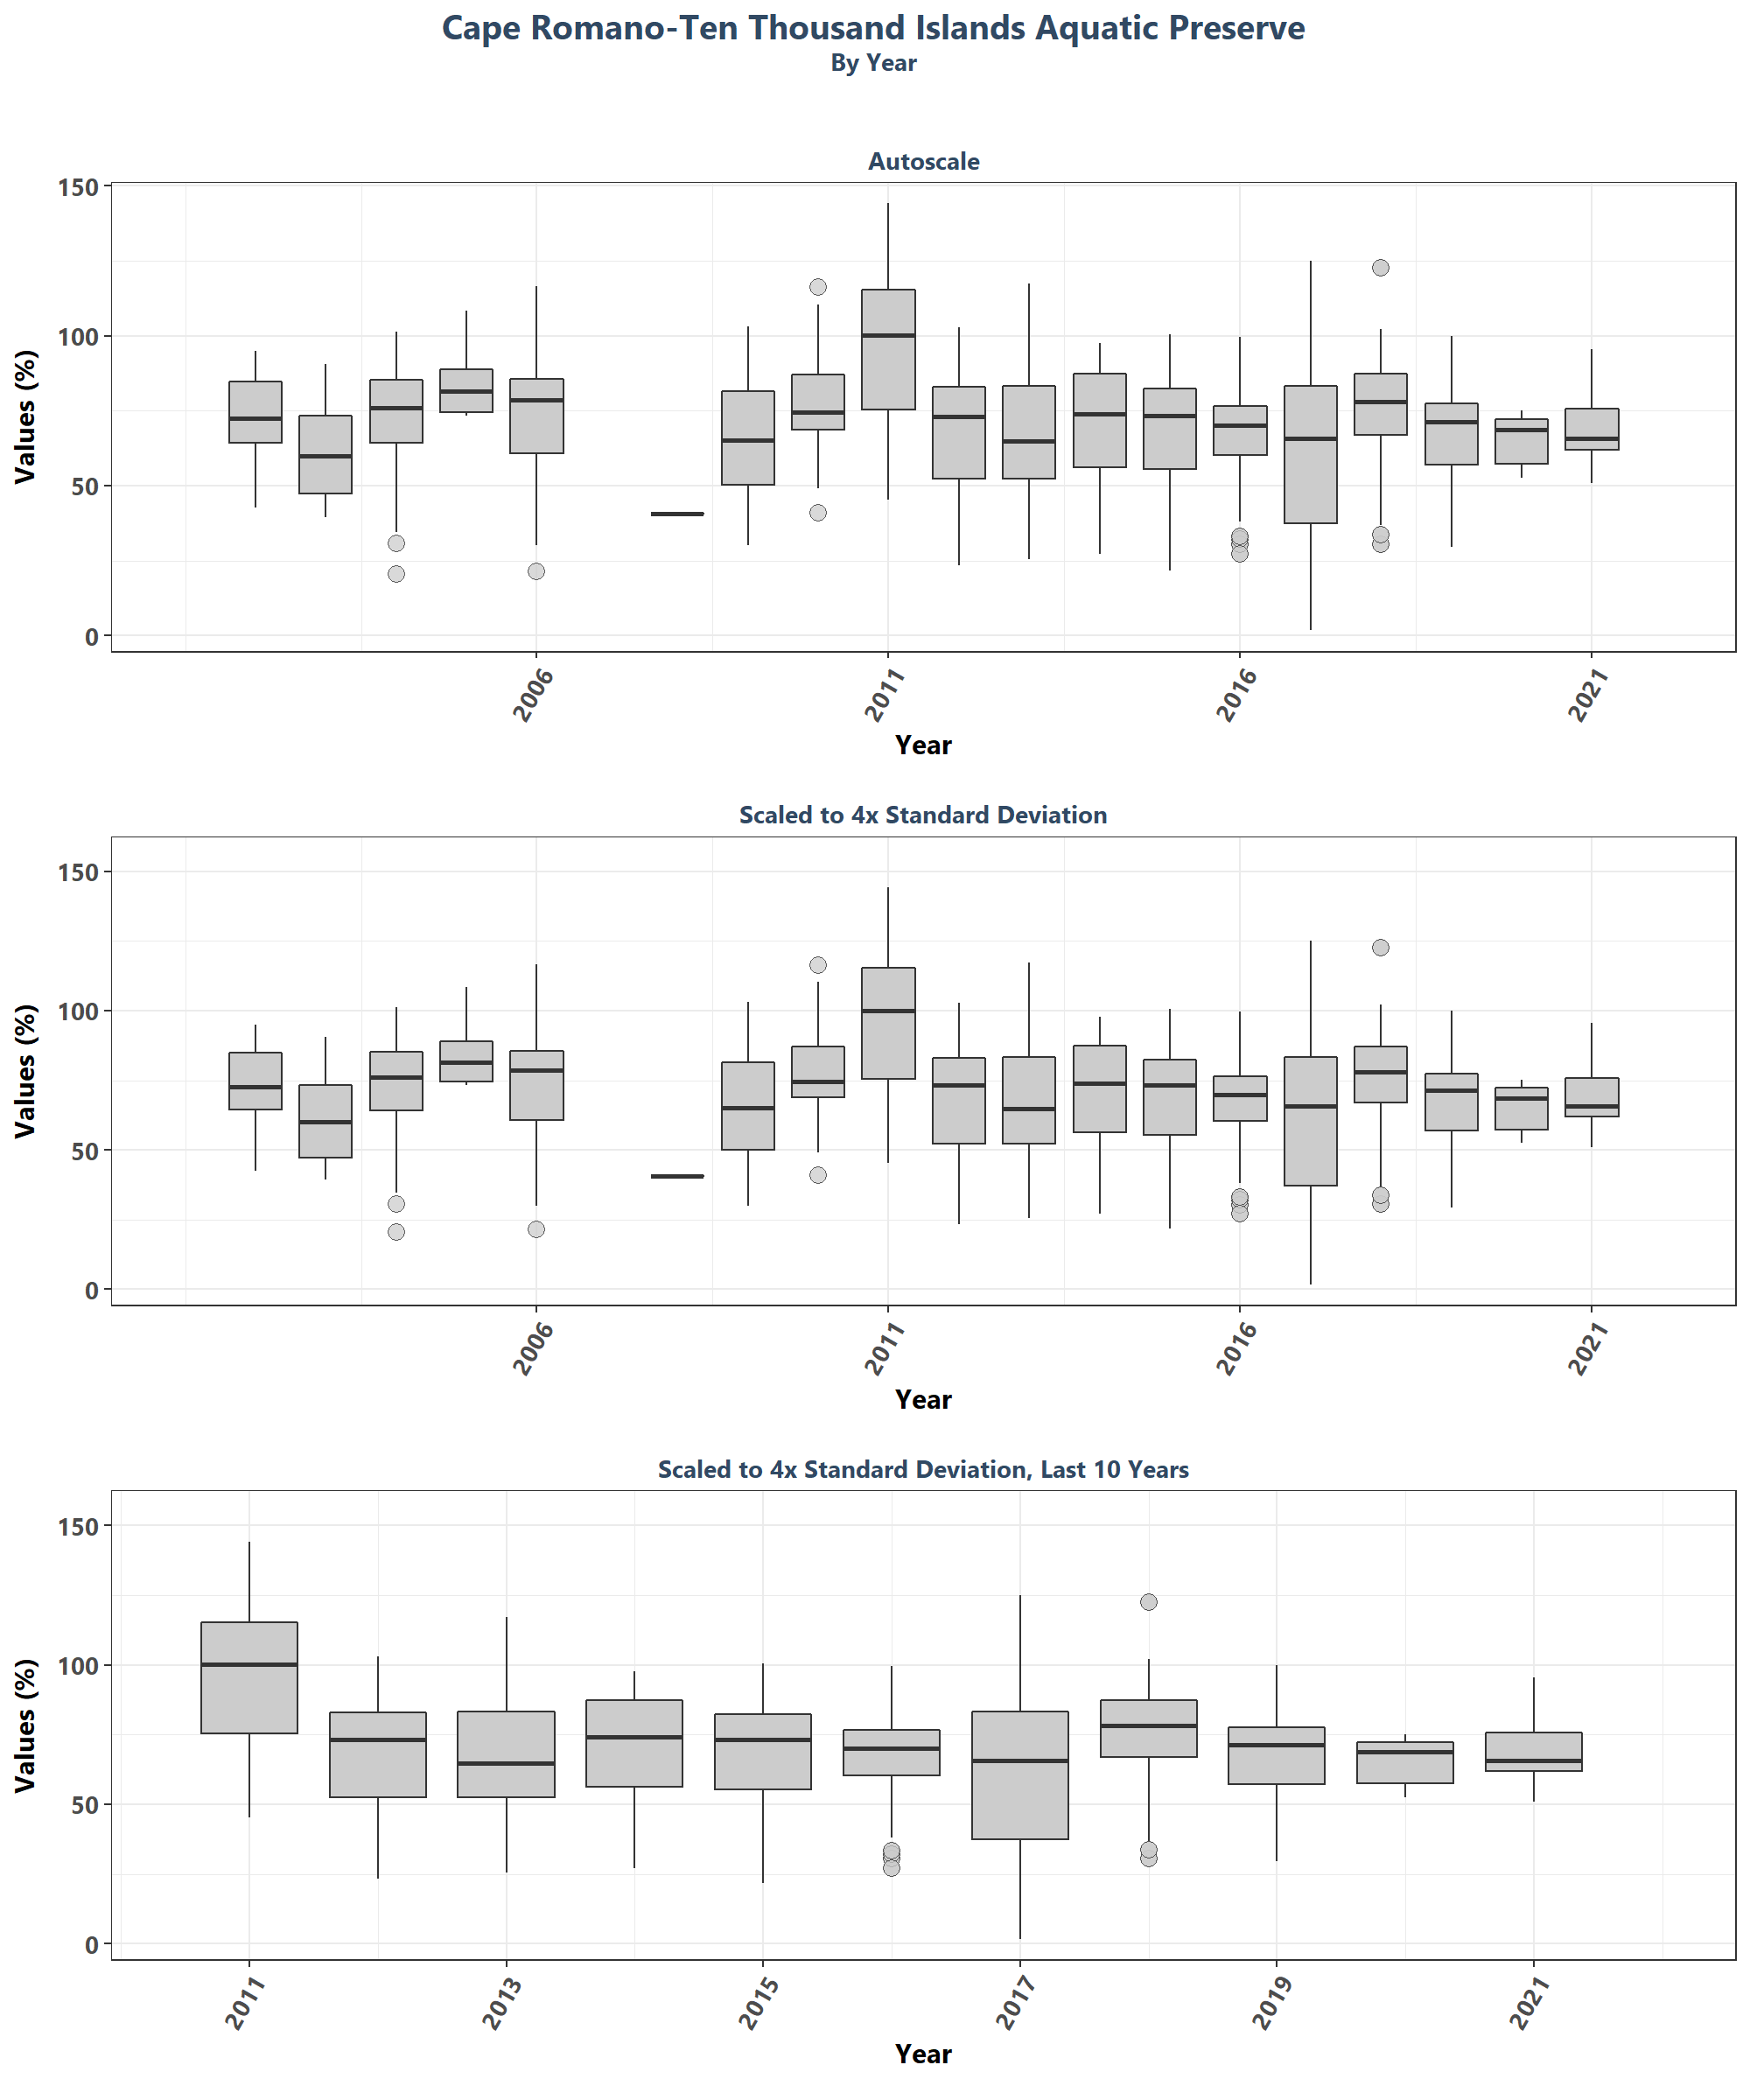 Cape Romano-Ten Thousand Islands Aquatic Preserve
By Year
Autoscale
150
100
50
0
Values (%)
2006
2011
2016
2021
Year
Scaled to 4x Standard Deviation
150
100
50
0
Values (%)
2006
2011
2016
2021
Year
Scaled to 4x Standard Deviation, Last 10 Years
150
100
50
0
Values (%)
2011
2013
2015
2017
2019
2021
Year